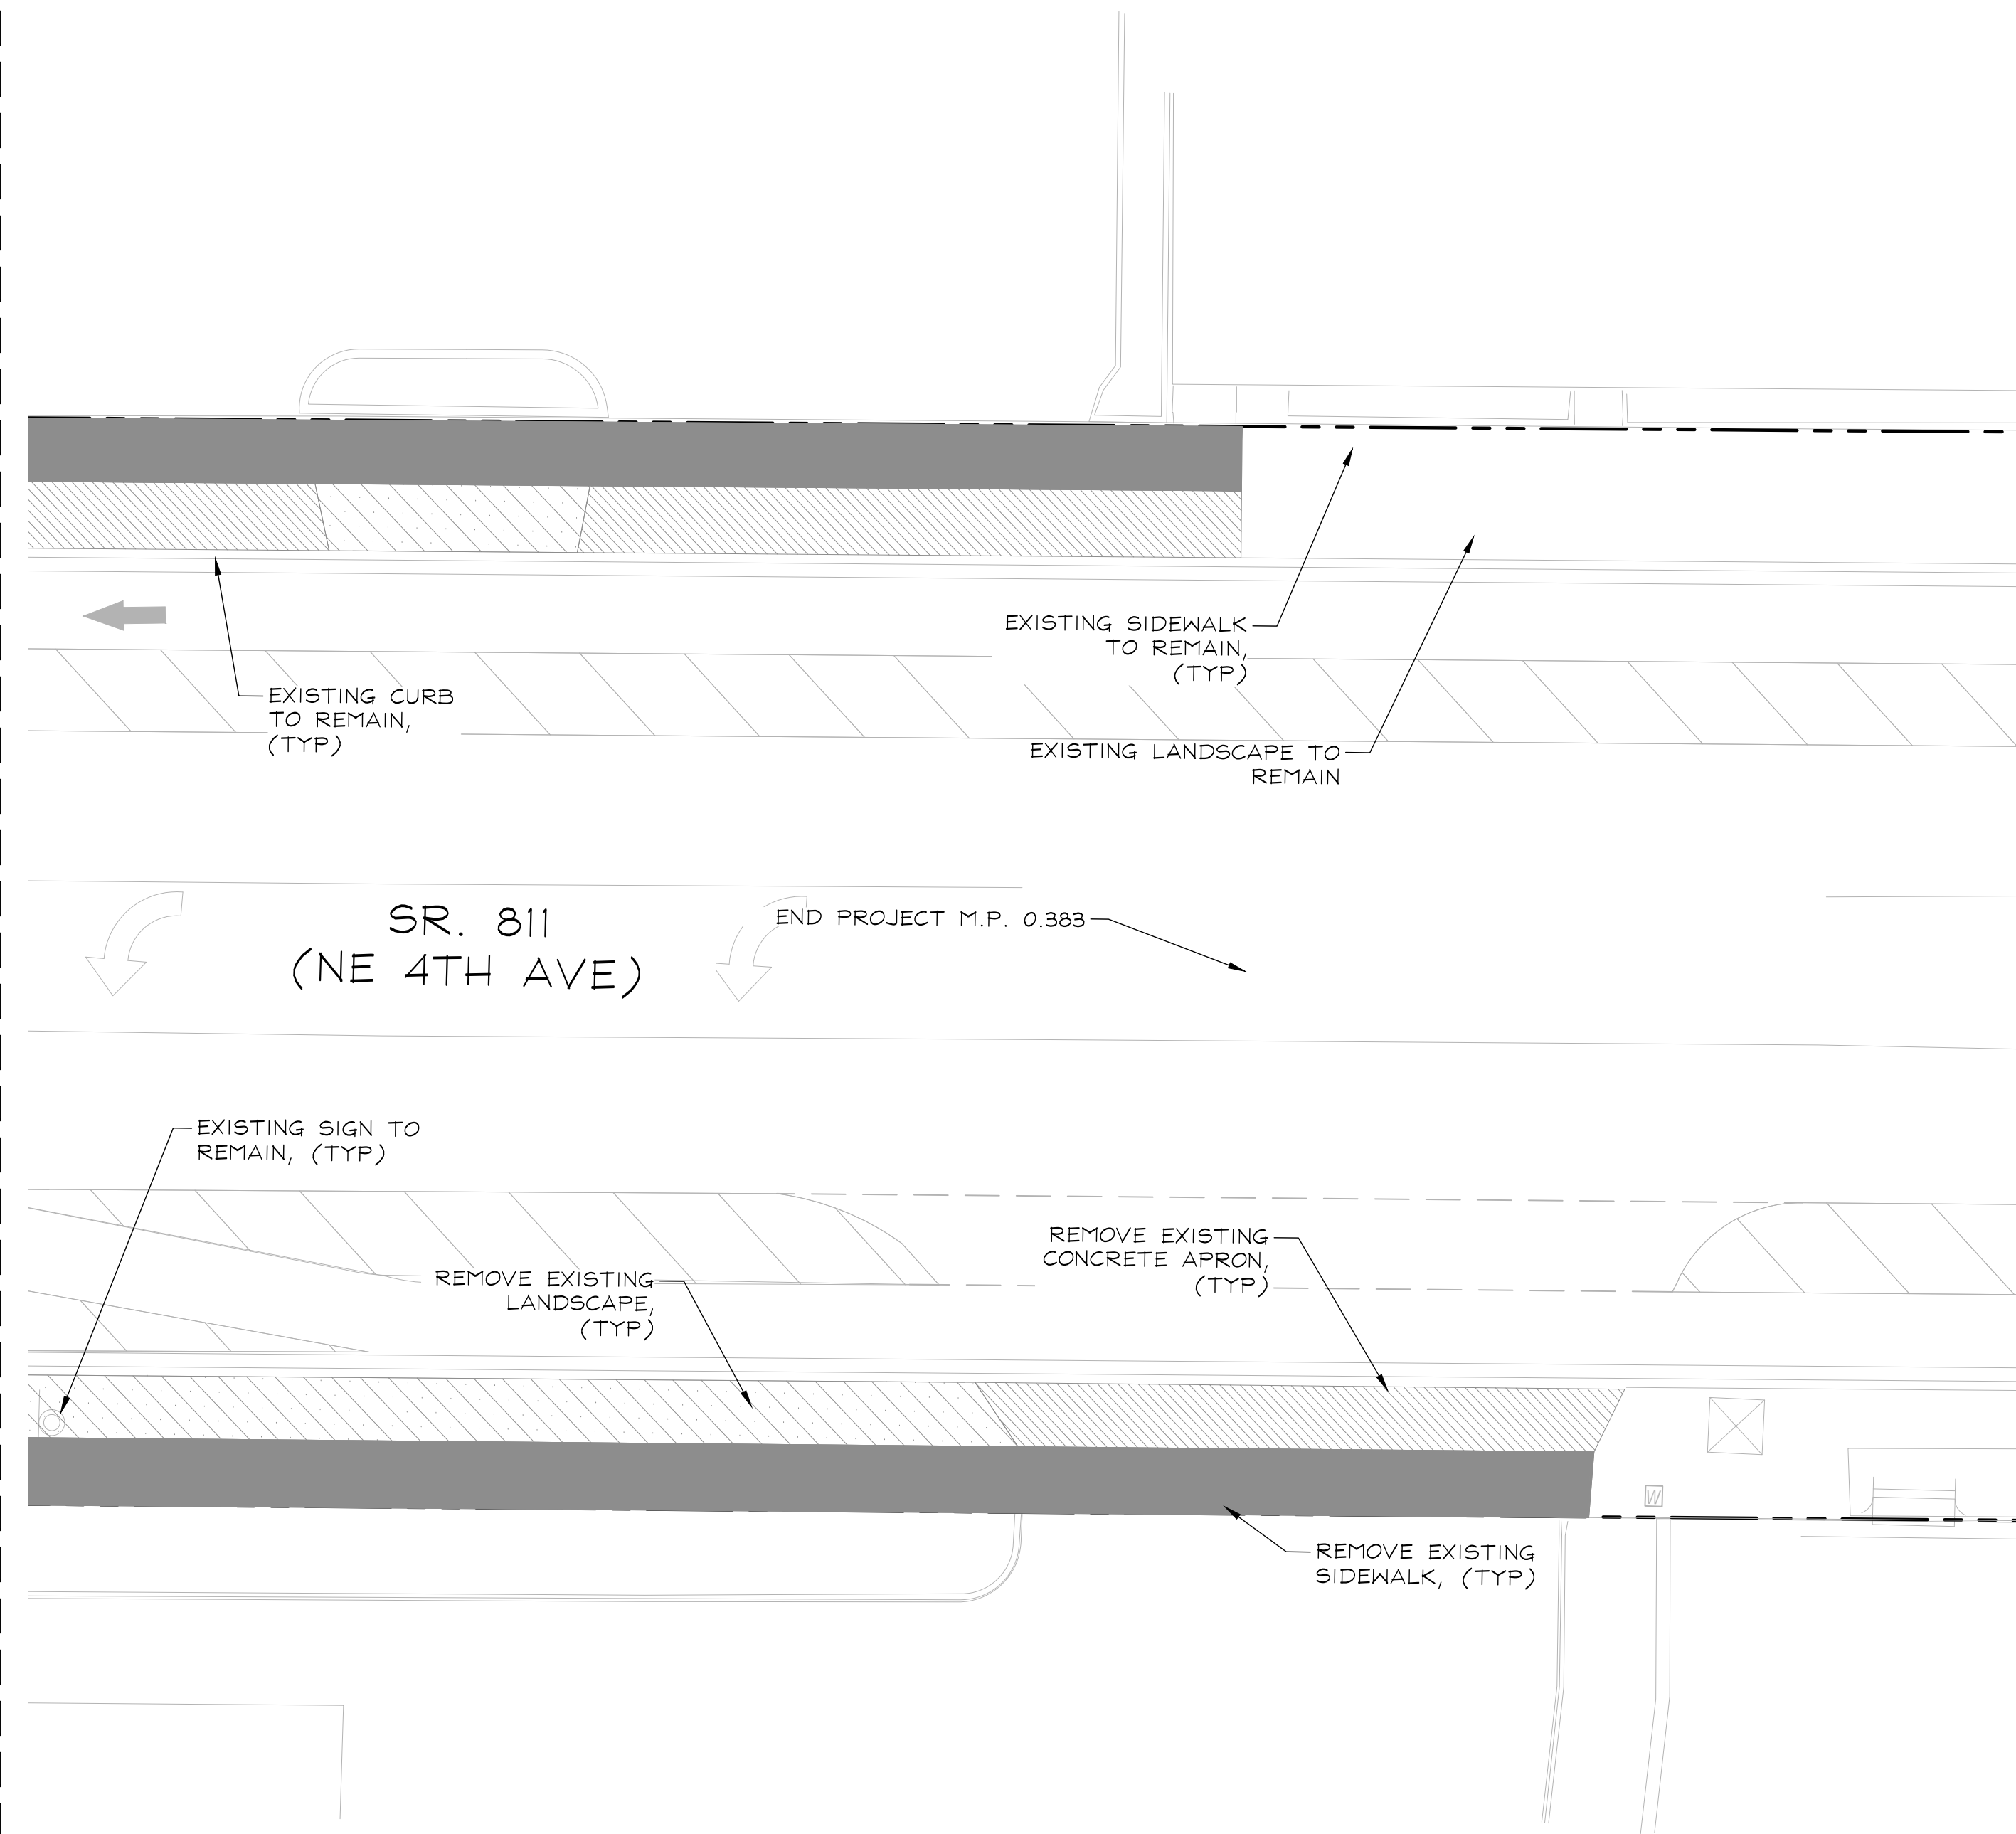 EXISTING SIDEWALK
TO REMAIN,
(TYP)
EXISTING CURB
TO REMAIN,
(TYP)
EXISTING LANDSCAPE TO
REMAIN
SR. 811
(NE 4TH AVE)
END PROJECT M.P. 0.383
EXISTING SIGN TO
REMAIN, (TYP)
REMOVE EXISTING
CONCRETE APRON,
(TYP)
REMOVE EXISTING
LANDSCAPE,
(TYP)
W
REMOVE EXISTING
SIDEWALK, (TYP)